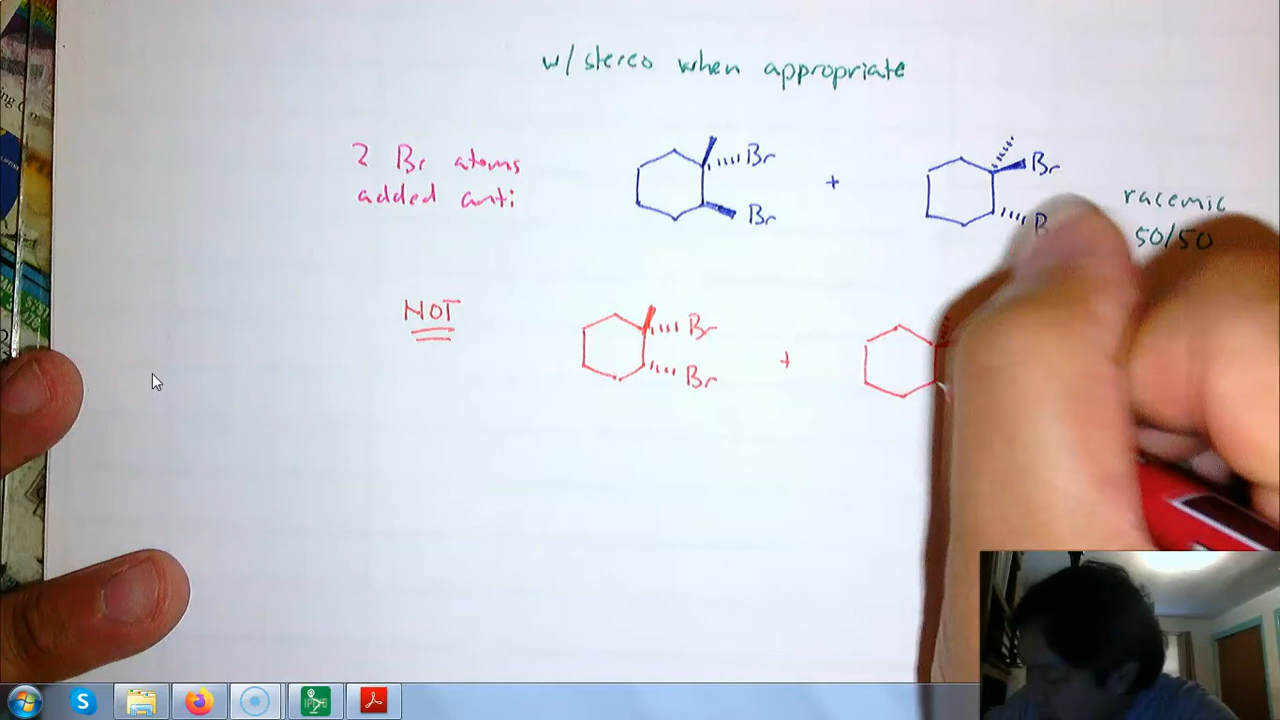 w/ stereo when appropriate
2 Br atoms
added anti
Br
Br
+
Br
racemic
50/50
NOT
Br
Br
+